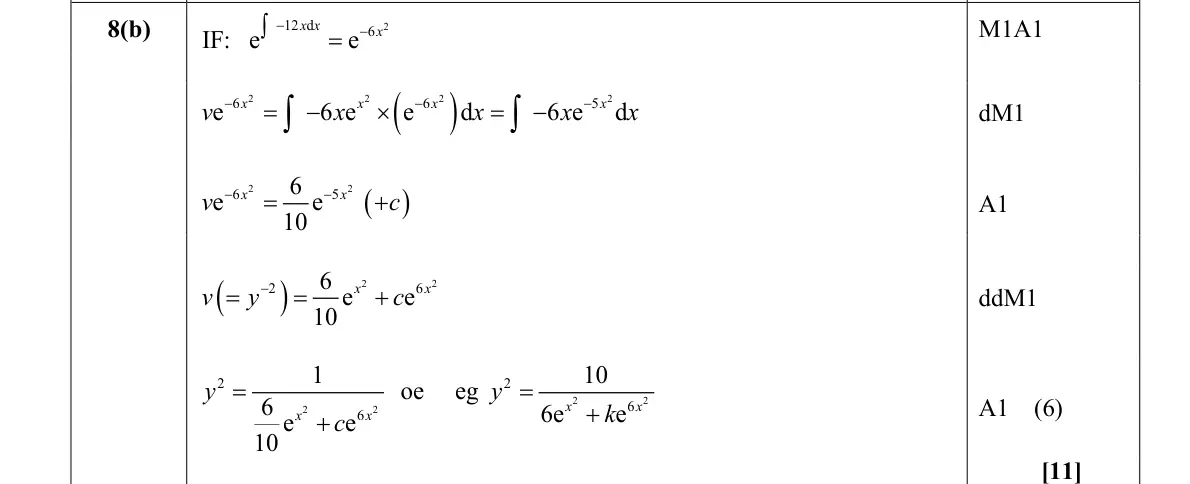 8(b) IF: e^{∫ −12xdx} = e^{−6x²} M1A1
ve^{−6x²} = ∫ −6xe^{x²} × (e^{−6x²}) dx = ∫ −6xe^{−5x²} dx dM1
ve^{−6x²} = 6/10 e^{−5x²} (+c) A1
v(= y^{−2}) = 6/10 e^{x²} + ce^{6x²} ddM1
y² = 1/(6/10 e^{x²} + ce^{6x²}) oe eg y² = 10/(6e^{x²} + ke^{6x²}) A1 (6)
[11]